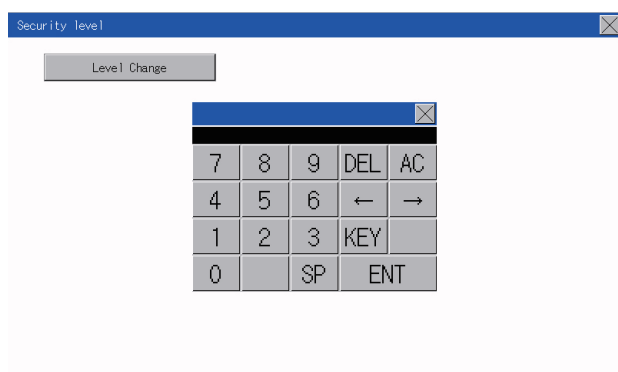 Security level
Level Change
7 8 9 DEL AC
4 5 6 ← →
1 2 3 KEY
0 SP ENT